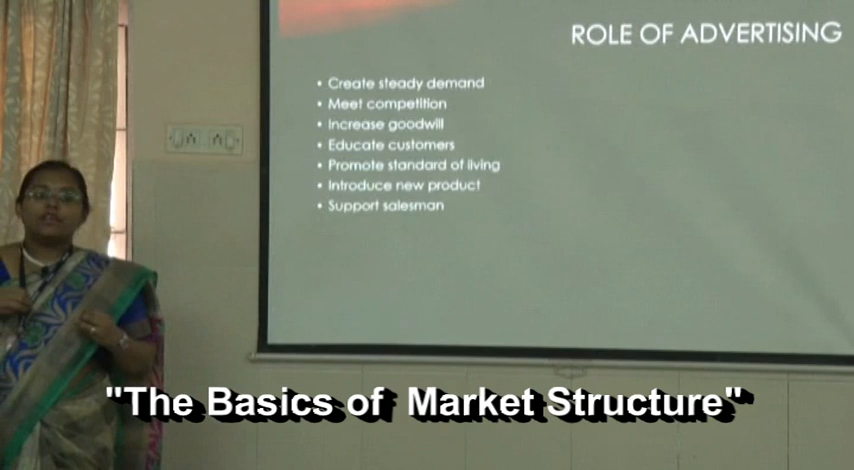 ROLE OF ADVERTISING
• Create steady demand
• Meet competition
• Increase goodwill
• Educate customers
• Promote standard of living
• Introduce new product
• Support salesman
"The Basics of Market Structure"